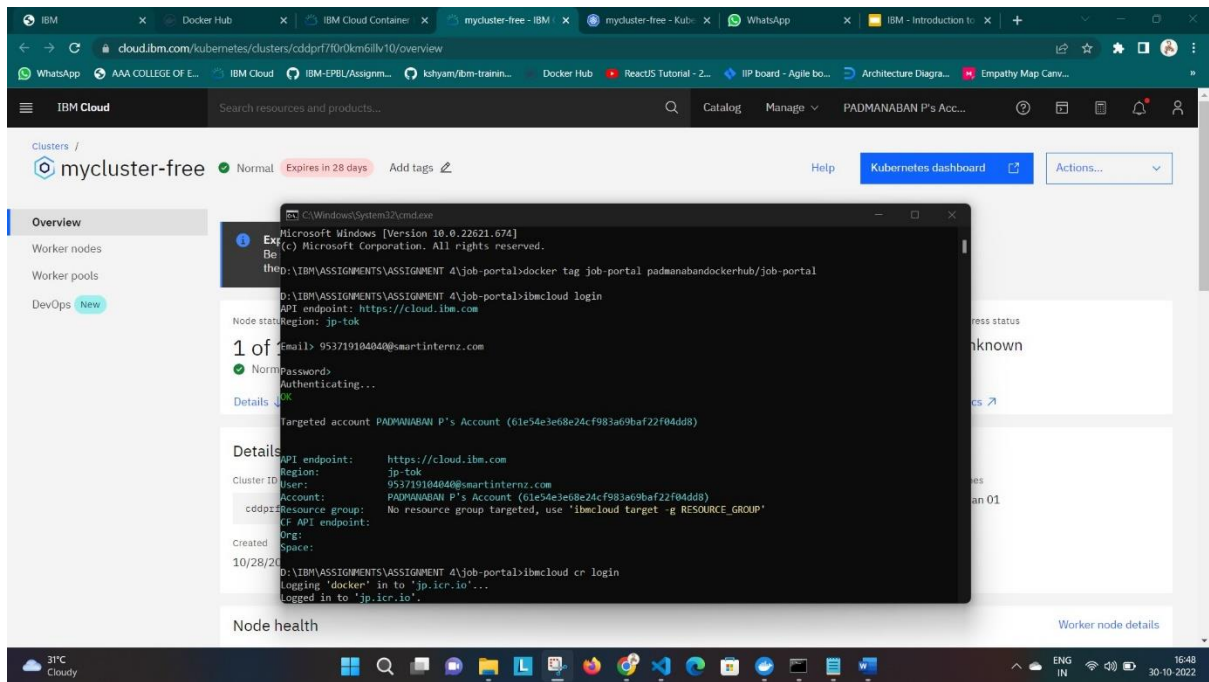 IBM
Docker Hub
IBM Cloud Container
mycluster-free - IBM
mycluster-free - Kube
WhatsApp
IBM - Introduction to
cloud.ibm.com/kubernetes/clusters/cddprf7f0r0km6illv10/overview
WhatsApp
AAA COLLEGE OF E...
IBM Cloud
IBM-EPBL/Assignm...
kshyam/ibm-trainin...
Docker Hub
ReactJS Tutorial - 2...
IIP board - Agile bo...
Architecture Diagra...
Empathy Map Canv...
»
IBM Cloud
Search resources and products...
Catalog
Manage
PADMANABAN P's Acc...
Clusters /
mycluster-free
Normal
Expires in 28 days
Add tags
Help
Kubernetes dashboard
Actions...
Overview
Worker nodes
Worker pools
DevOps New
Exp
Be
the
Node statu
1 of 1
Norm
Details
ress status
nknown
cs
Details
Cluster ID
cddprf
Created
10/28/20
es
an 01
Node health
Worker node details
C:\Windows\System32\cmd.exe
Microsoft Windows [Version 10.0.22621.674]
(c) Microsoft Corporation. All rights reserved.
D:\IBM\ASSIGNMENTS\ASSIGNMENT 4\job-portal>docker tag job-portal padmanabandockerhub/job-portal
D:\IBM\ASSIGNMENTS\ASSIGNMENT 4\job-portal>ibmcloud login
API endpoint: https://cloud.ibm.com
Region: jp-tok
Email> 953719104040@smartinternz.com
Password>
Authenticating...
OK
Targeted account PADMANABAN P's Account (61e54e3e68e24cf983a69baf22f04dd8)
API endpoint: https://cloud.ibm.com
Region: jp-tok
User: 953719104040@smartinternz.com
Account: PADMANABAN P's Account (61e54e3e68e24cf983a69baf22f04dd8)
Resource group: No resource group targeted, use 'ibmcloud target -g RESOURCE_GROUP'
CF API endpoint:
Org:
Space:
D:\IBM\ASSIGNMENTS\ASSIGNMENT 4\job-portal>ibmcloud cr login
Logging 'docker' in to 'jp.icr.io'...
Logged in to 'jp.icr.io'.
31°C
Cloudy
ENG
IN
16:48
30-10-2022